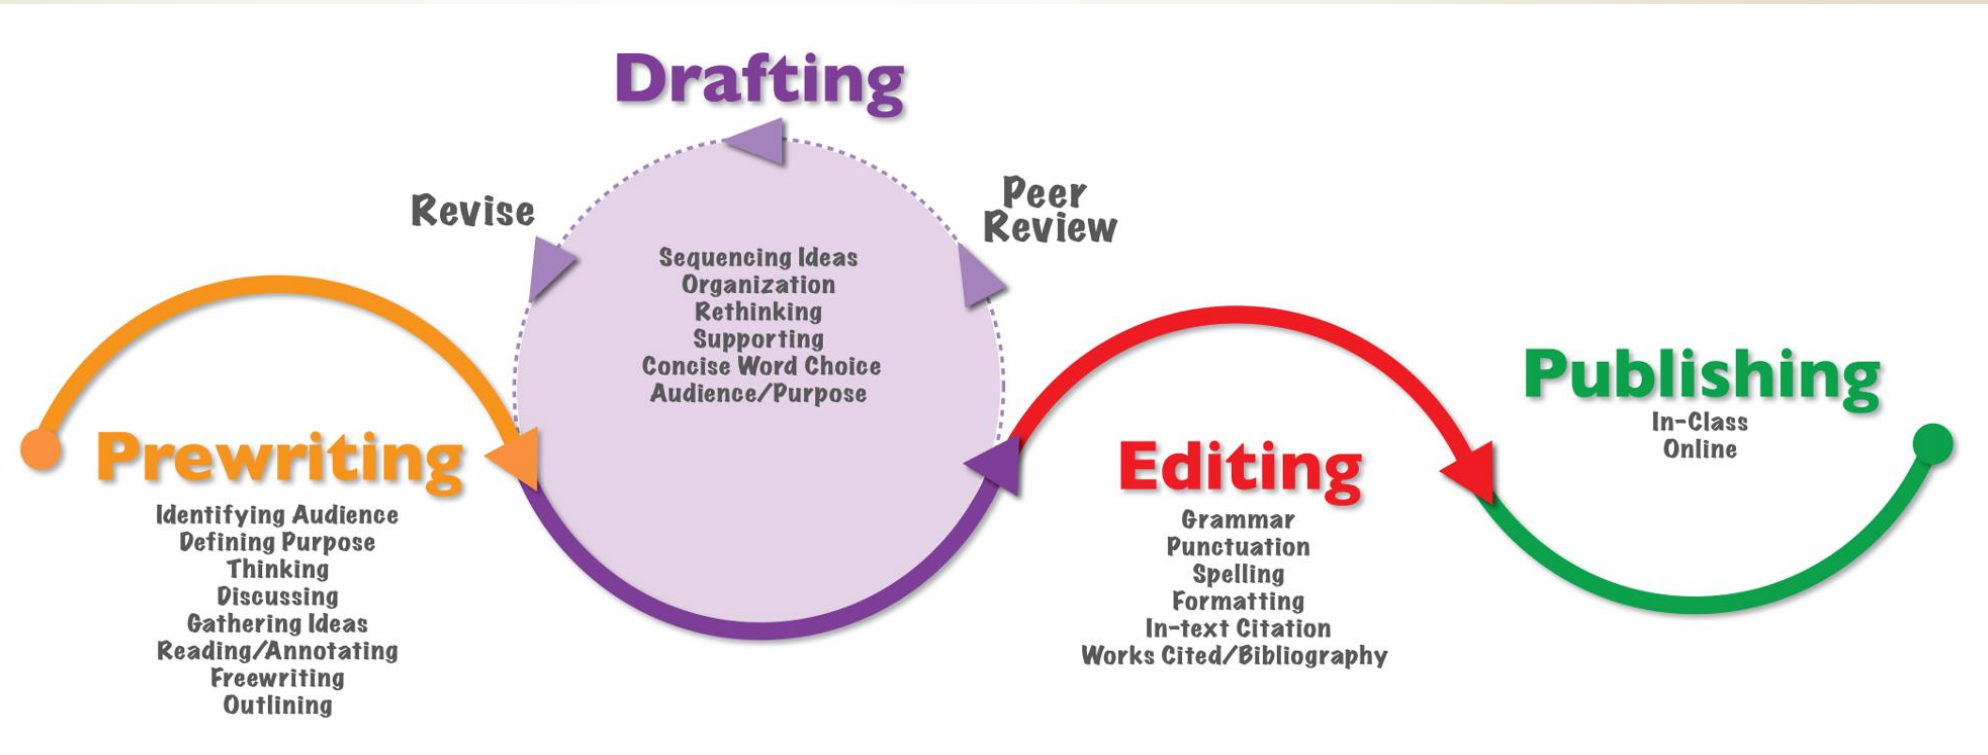 Prewriting
Identifying Audience
Defining Purpose
Thinking
Discussing
Gathering Ideas
Reading/Annotating
Freewriting
Outlining
Drafting
Revise
Peer
Review
Sequencing Ideas
Organization
Rethinking
Supporting
Concise Word Choice
Audience/Purpose
Editing
Grammar
Punctuation
Spelling
Formatting
In-text Citation
Works Cited/Bibliography
Publishing
In-Class
Online